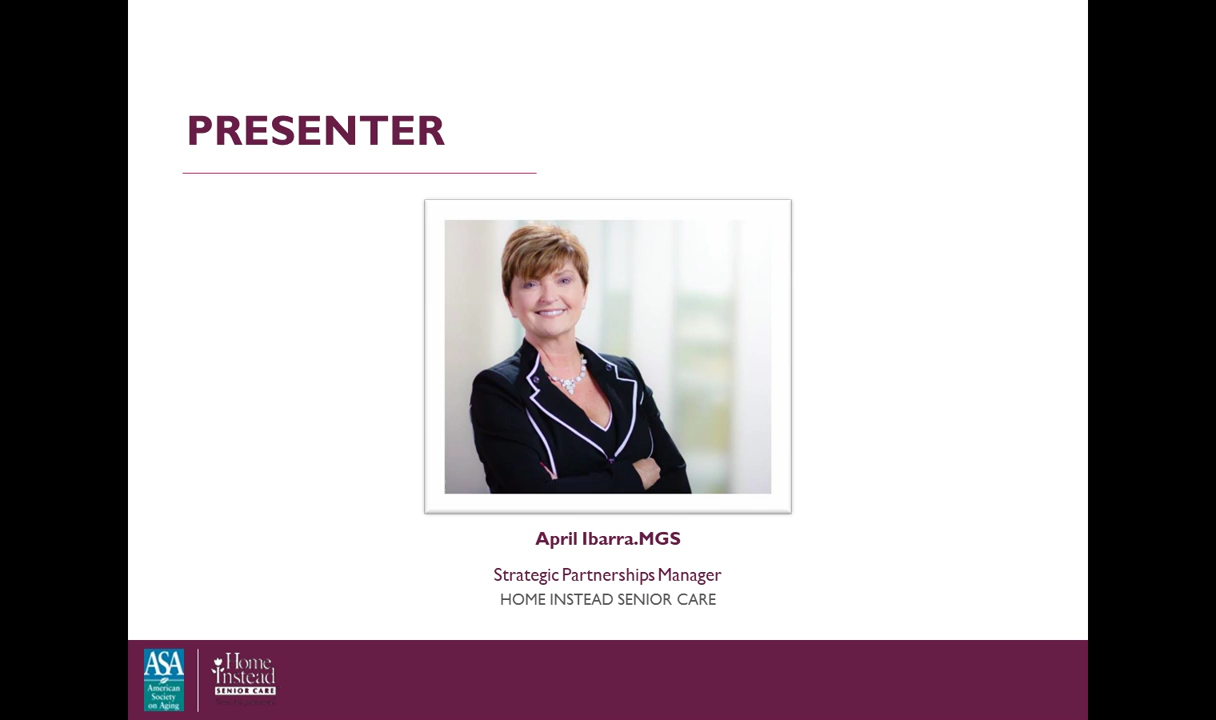 PRESENTER
April Ibarra.MGS
Strategic Partnerships Manager
HOME INSTEAD SENIOR CARE
ASA
American
Society
on Aging
Home
Instead
SENIOR CARE